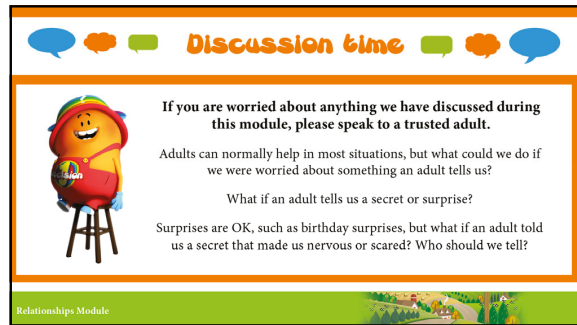 Discussion time
If you are worried about anything we have discussed during
this module, please speak to a trusted adult.
Adults can normally help in most situations, but what could we do if
we were worried about something an adult tells us?
What if an adult tells us a secret or surprise?
Surprises are OK, such as birthday surprises, but what if an adult told
us a secret that made us nervous or scared? Who should we tell?
Relationships Module